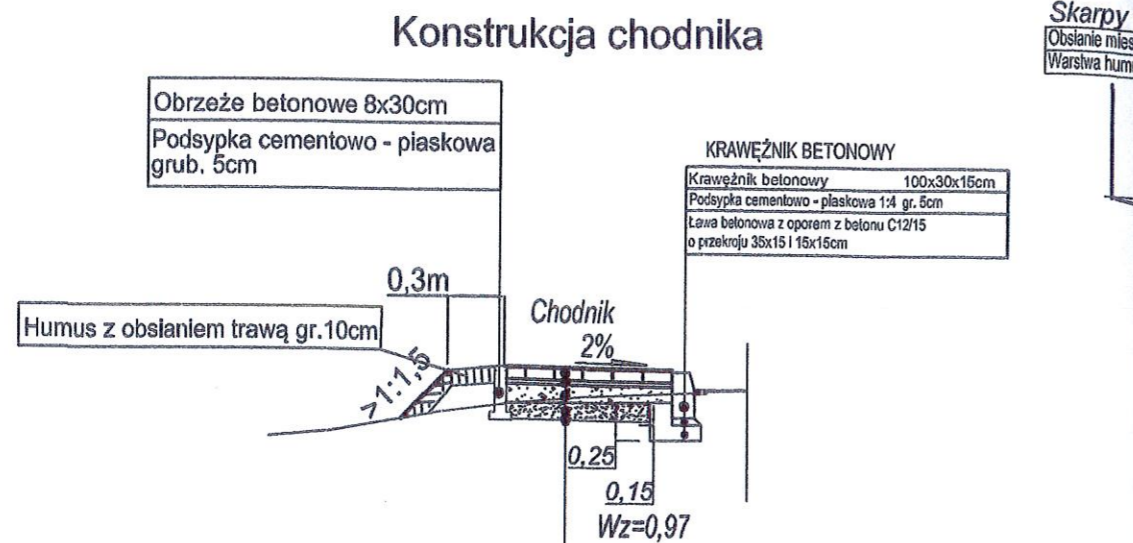 Konstrukcja chodnika
Skarpy
Obsianie
Warstwa
Obrzeże betonowe 8x30cm
Podsypka cementowo - piaskowa
grub. 5cm
KRAWĘŻNIK BETONOWY
Krawężnik betonowy 100x30x15cm
Podsypka cementowo - piaskowa 1:4 gr. 5cm
Ława betonowa z oporem z betonu C12/15
o przekroju 35x15 i 15x15cm
0,3m
Chodnik
2%
Humus z obsianiem trawą gr.10cm
>1:1,5
0,25
0,15
Wz=0,97